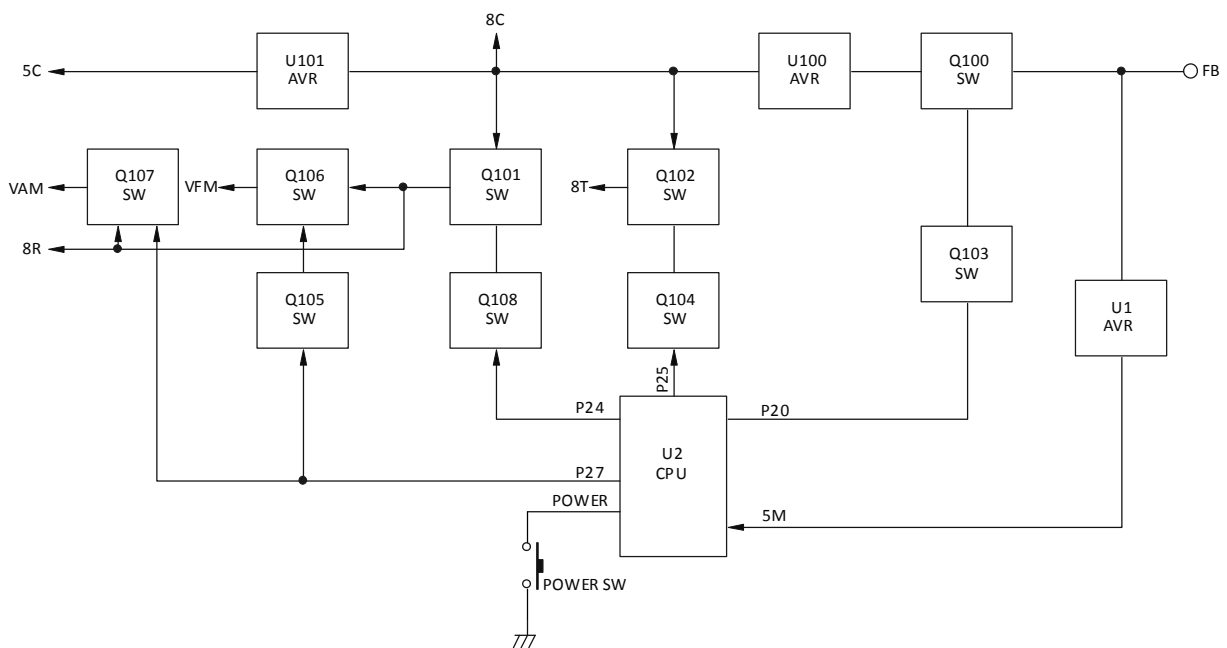 8C
5C
U101
AVR
U100
AVR
Q100
SW
FB
VAM
Q107
SW
VFM
Q106
SW
Q101
SW
8T
Q102
SW
8R
Q105
SW
Q108
SW
Q104
SW
Q103
SW
U1
AVR
P25
P24
P20
U2
CPU
P27
POWER
5M
POWER SW